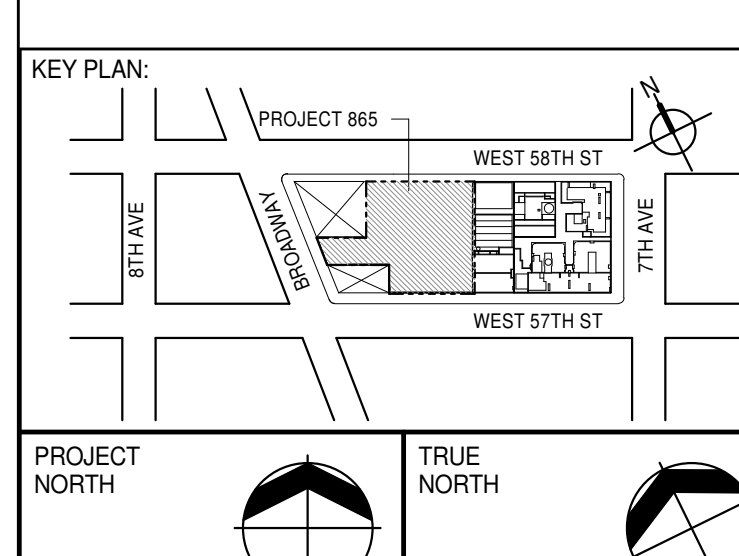 KEY PLAN:
N
PROJECT 865
WEST 58TH ST
8TH AVE
BROADWAY
7TH AVE
WEST 57TH ST
PROJECT
NORTH
TRUE
NORTH